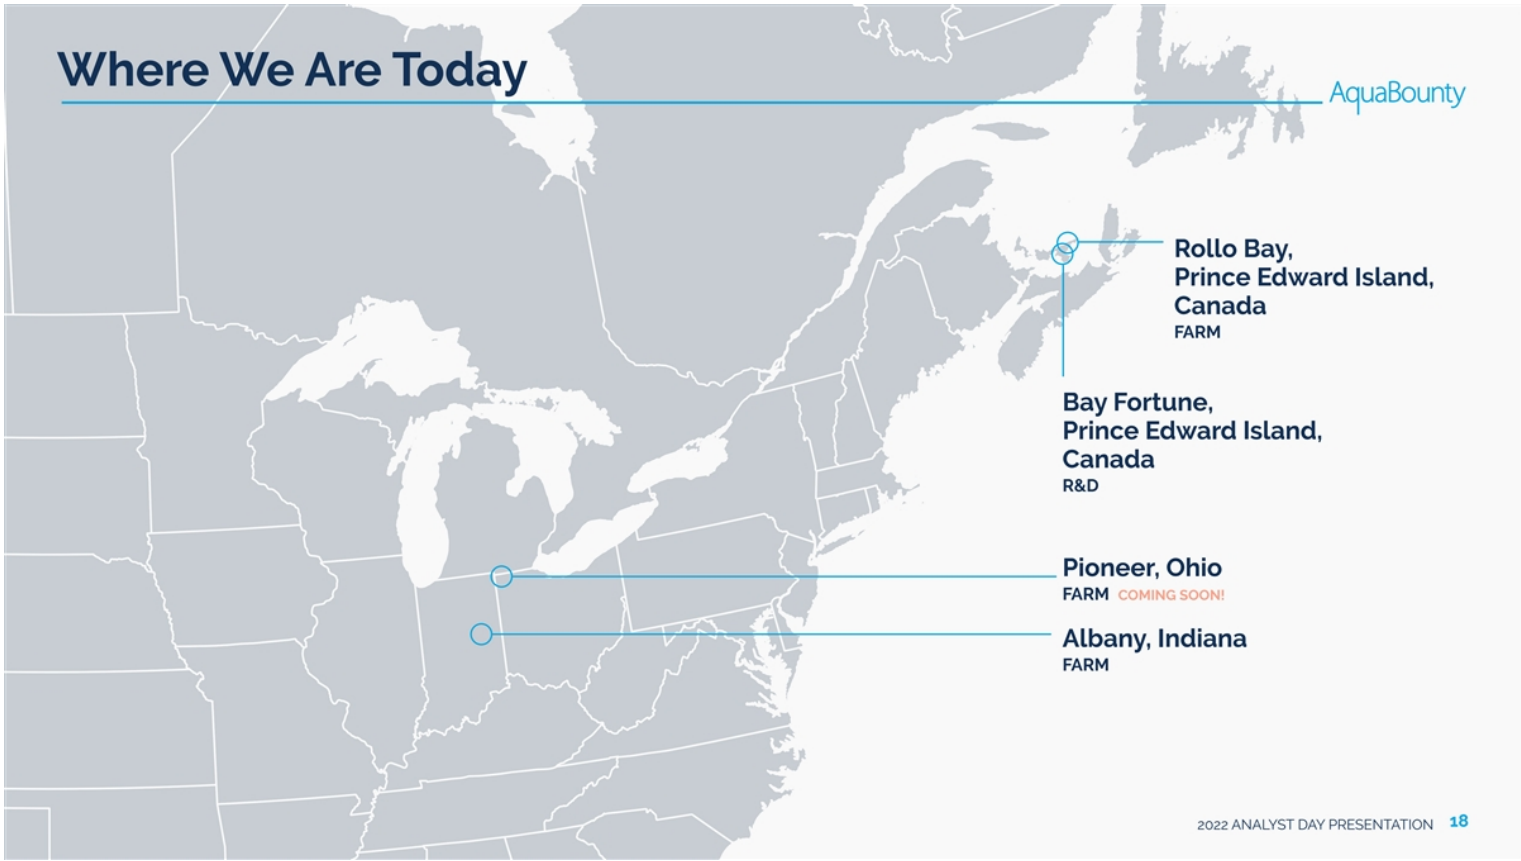 Where We Are Today
AquaBounty
Rollo Bay,
Prince Edward Island,
Canada
FARM
Bay Fortune,
Prince Edward Island,
Canada
R&D
Pioneer, Ohio
FARM COMING SOON!
Albany, Indiana
FARM
2022 ANALYST DAY PRESENTATION 18